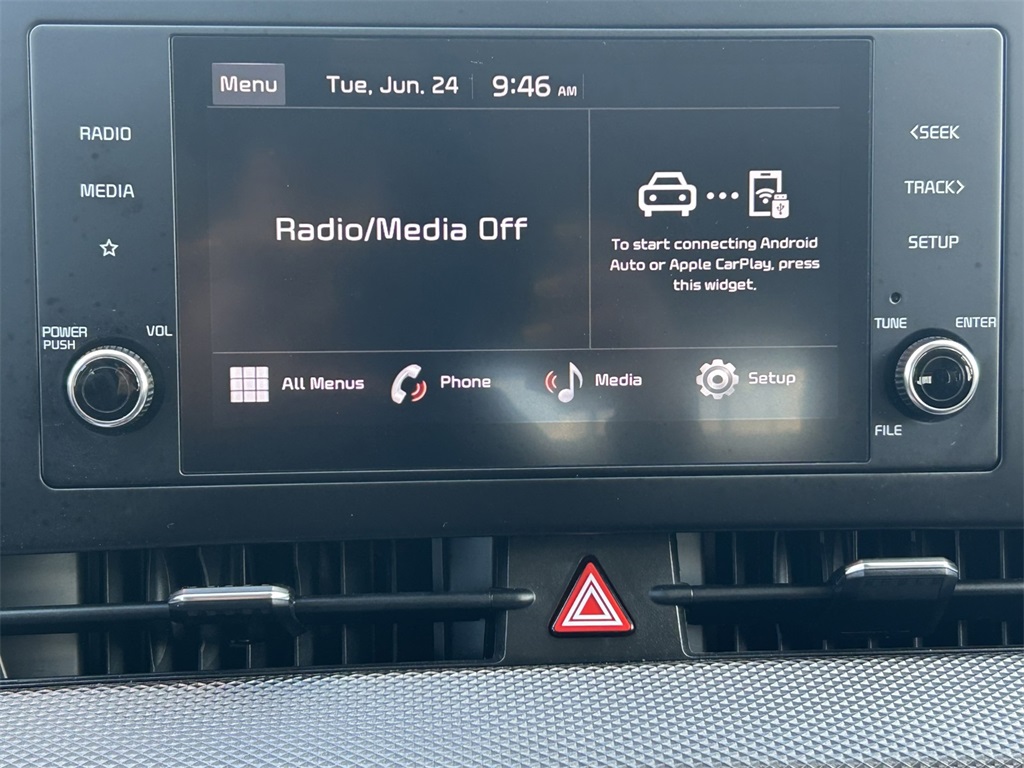 Menu
Tue, Jun. 24
9:46 AM
RADIO
MEDIA
POWER
PUSH
VOL
Radio/Media Off
To start connecting Android
Auto or Apple CarPlay, press
this widget.
All Menus
Phone
Media
Setup
<SEEK
TRACK>
SETUP
TUNE
ENTER
FILE